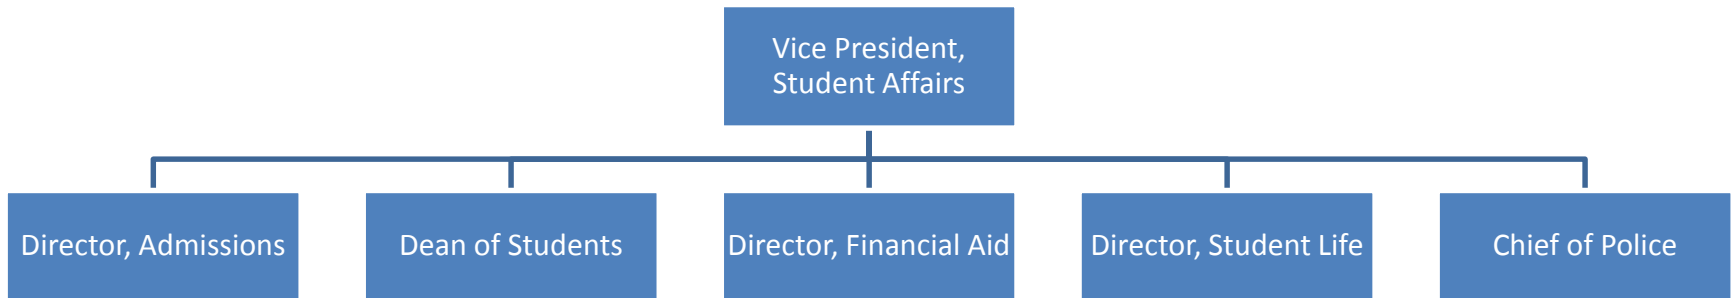 Vice President,
Student Affairs
Director, Admissions
Dean of Students
Director, Financial Aid
Director, Student Life
Chief of Police